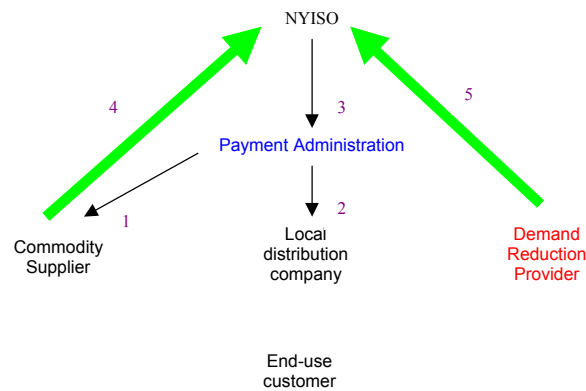 NYISO
4
5
3
Payment Administration
1
2
Commodity
Supplier
Local
distribution
company
Demand
Reduction
Provider
End-use
customer